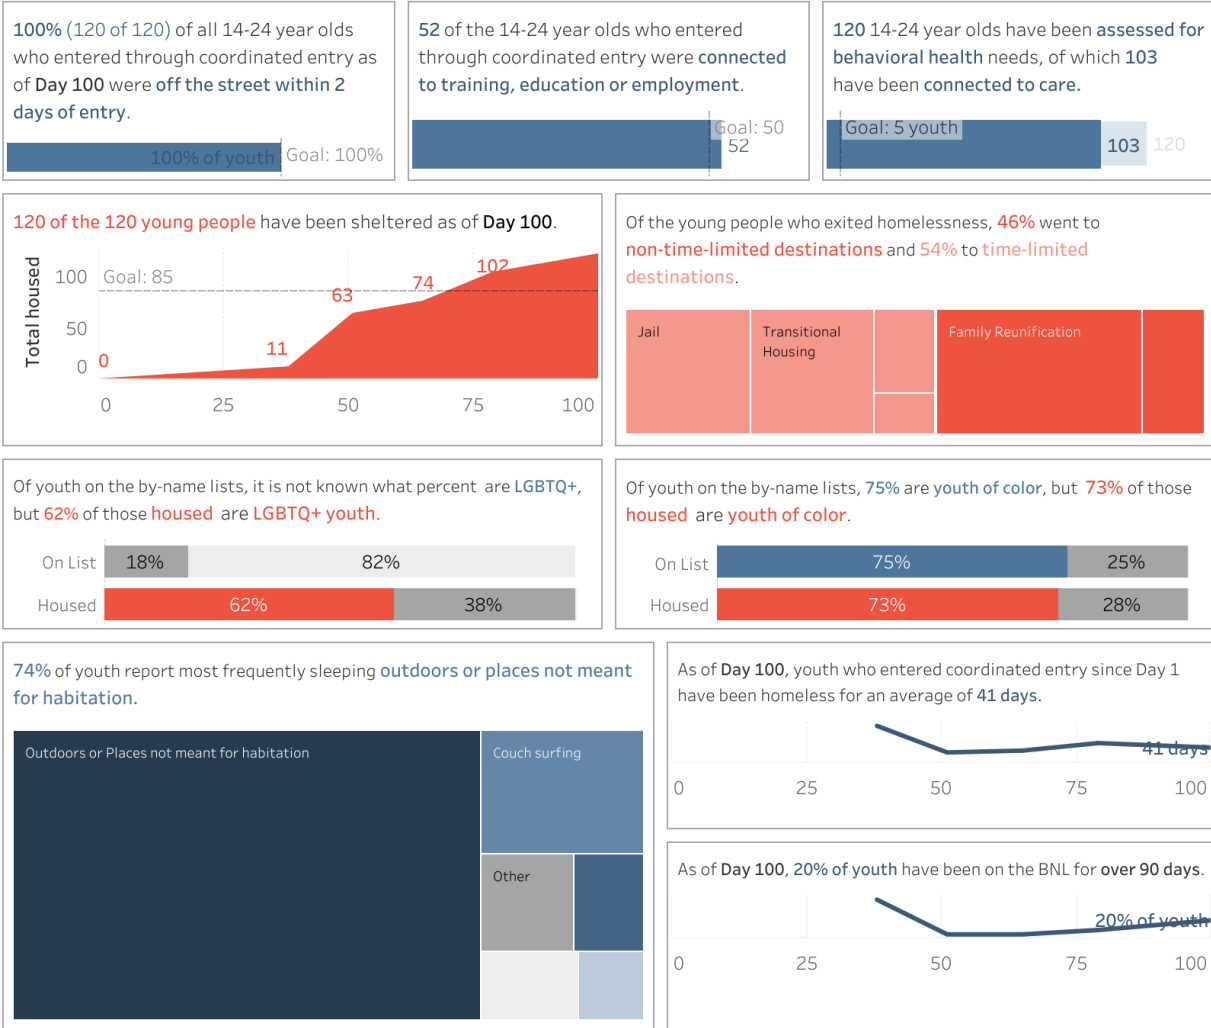 100% (120 of 120) of all 14-24 year olds
who entered through coordinated entry as
of Day 100 were off the street within 2
days of entry.
100% of youth
Goal: 100%
52 of the 14-24 year olds who entered
through coordinated entry were connected
to training, education or employment.
Goal: 50
52
120 14-24 year olds have been assessed for
behavioral health needs, of which 103
have been connected to care.
Goal: 5 youth
103
120
120 of the 120 young people have been sheltered as of Day 100.
Total housed
100
50
0
Goal: 85
0
11
63
74
102
0
25
50
75
100
Of the young people who exited homelessness, 46% went to
non-time-limited destinations and 54% to time-limited
destinations.
Jail
Transitional
Housing
Family Reunification
Of youth on the by-name lists, it is not known what percent are LGBTQ+,
but 62% of those housed are LGBTQ+ youth.
On List
18%
82%
Housed
62%
38%
Of youth on the by-name lists, 75% are youth of color, but 73% of those
housed are youth of color.
On List
75%
25%
Housed
73%
28%
74% of youth report most frequently sleeping outdoors or places not meant
for habitation.
Outdoors or Places not meant for habitation
Couch surfing
Other
As of Day 100, youth who entered coordinated entry since Day 1
have been homeless for an average of 41 days.
41 days
0
25
50
75
100
As of Day 100, 20% of youth have been on the BNL for over 90 days.
20% of youth
0
25
50
75
100